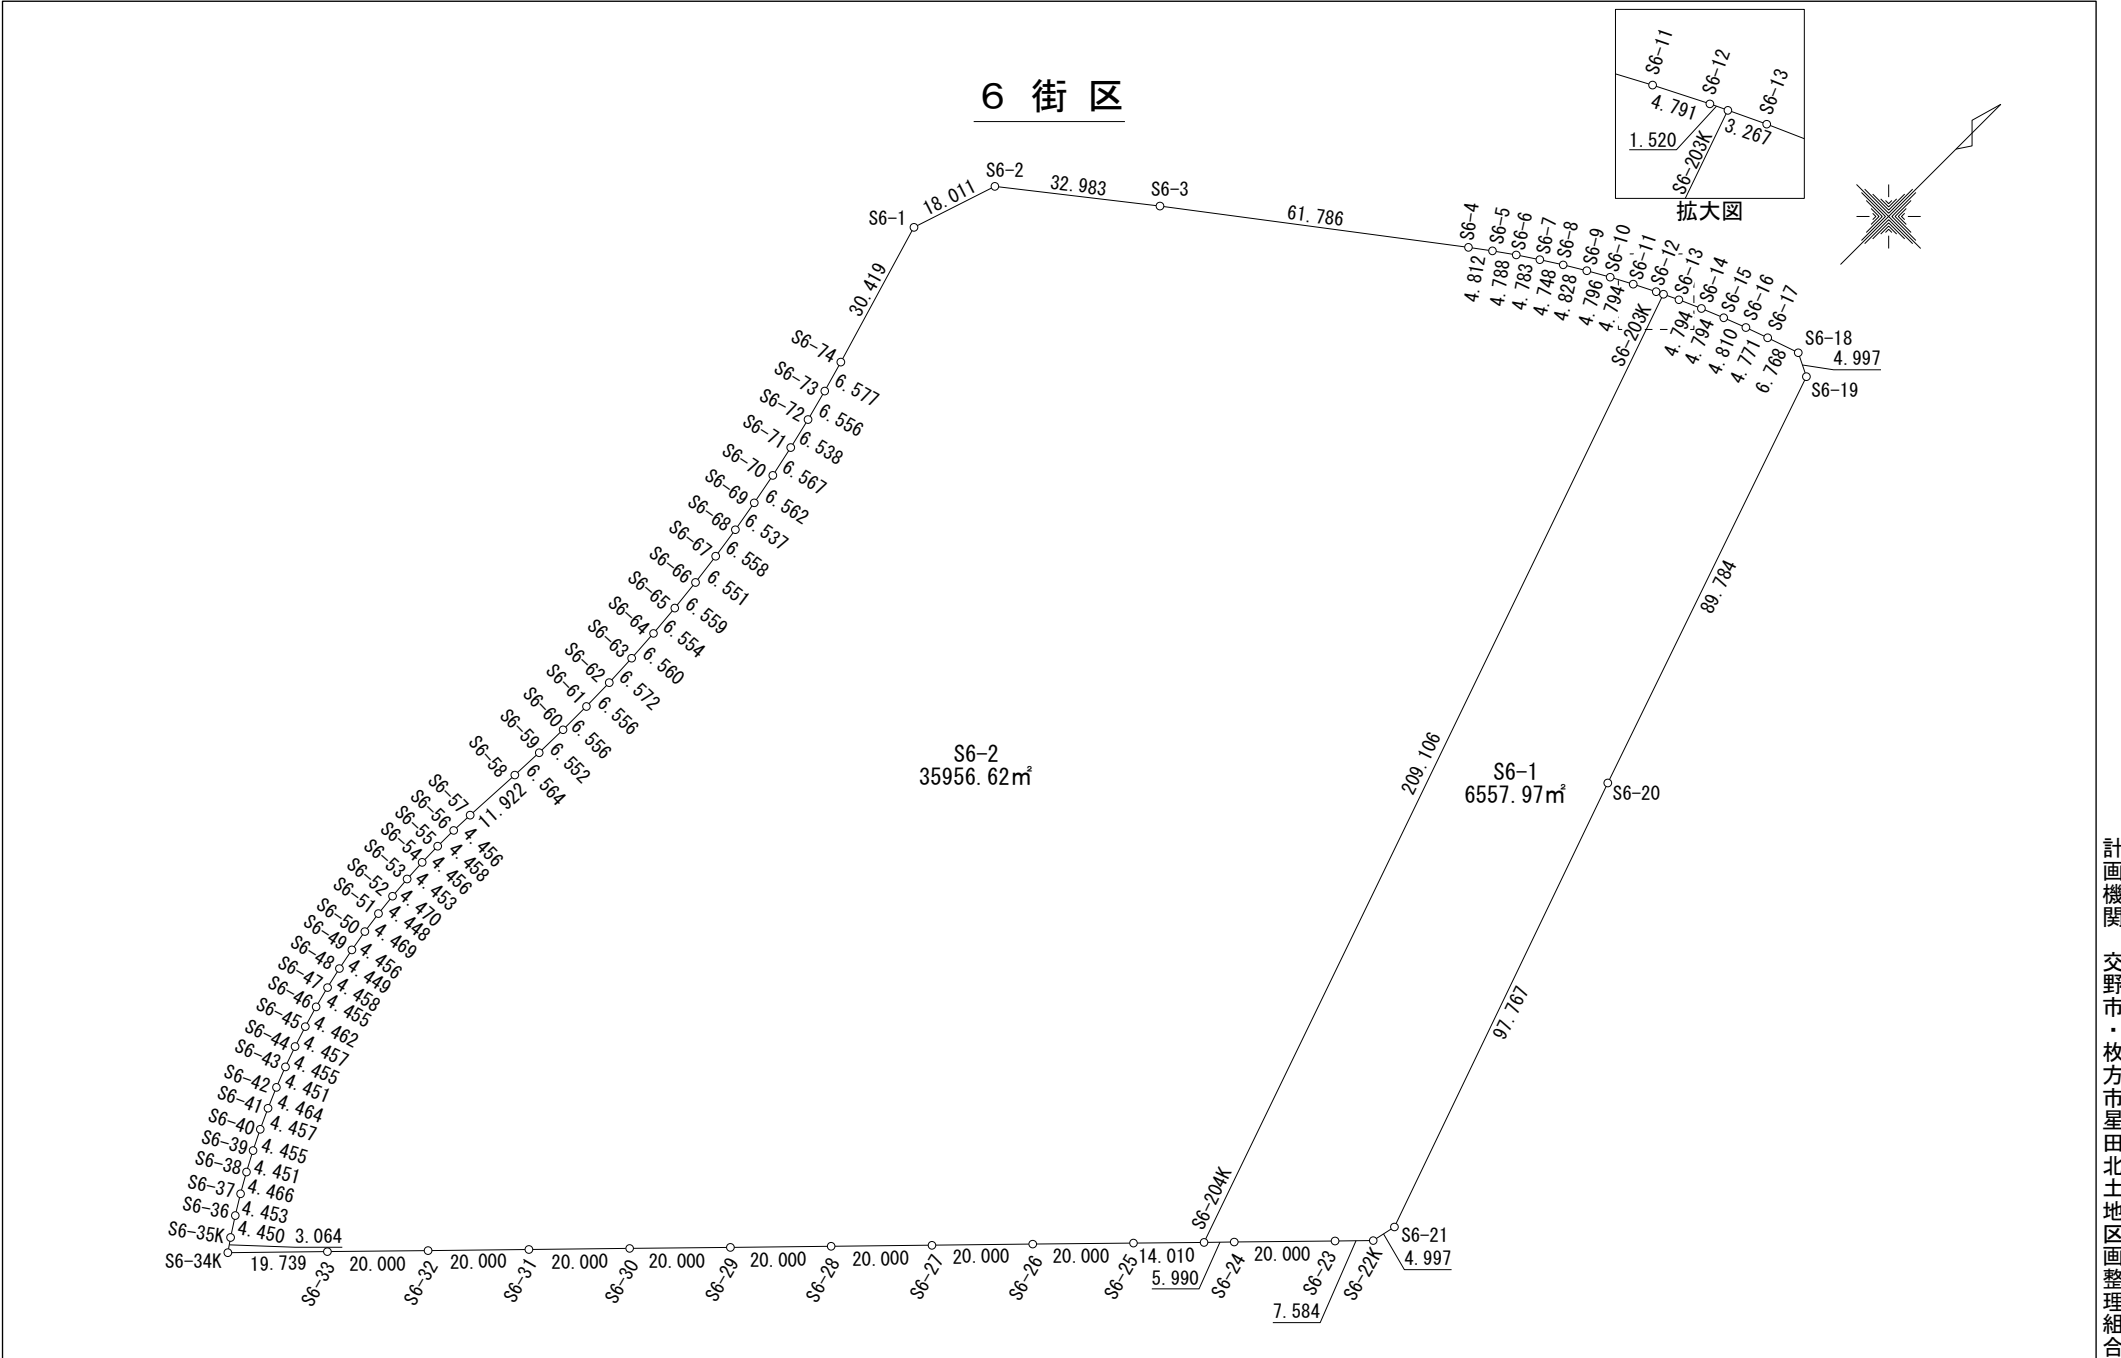 6 街 区
S6-11
S6-12
S6-13
4.791
1.520
3.267
S6-203K
拡大図
S6-1
18.011
S6-2
32.983
S6-3
61.786
S6-4
S6-5
S6-6
S6-7
S6-8
S6-9
S6-10
S6-11
S6-12
S6-13
S6-14
S6-15
S6-16
S6-17
S6-18
4.997
S6-19
4.812
4.788
4.783
4.748
4.828
4.796
4.794
S6-203K
4.794
4.794
4.810
4.771
6.768
30.419
S6-74
6.577
S6-73
6.556
S6-72
6.538
S6-71
6.567
S6-70
6.562
S6-69
6.537
S6-68
6.558
S6-67
6.551
S6-66
6.559
S6-65
6.554
S6-64
6.560
S6-63
6.572
S6-62
6.556
S6-61
6.556
S6-60
6.552
S6-59
6.564
S6-58
11.922
S6-57
4.456
S6-56
4.458
S6-55
4.456
S6-54
4.453
S6-53
4.470
S6-52
4.448
S6-51
4.469
S6-50
4.456
S6-49
4.449
S6-48
4.458
S6-47
4.455
S6-46
4.462
S6-45
4.457
S6-44
4.455
S6-43
4.451
S6-42
4.464
S6-41
4.457
S6-40
4.455
S6-39
4.451
S6-38
4.466
S6-37
4.453
S6-36
4.450
S6-35K
3.064
S6-34K
S6-2
35956.62㎡
209.106
S6-1
6557.97㎡
89.784
S6-20
97.767
S6-204K
S6-21
4.997
19.739
S6-33
20.000
S6-32
20.000
S6-31
20.000
S6-30
20.000
S6-29
20.000
S6-28
20.000
S6-27
20.000
S6-26
20.000
S6-25
14.010
5.990
S6-24
20.000
S6-23
7.584
S6-22K
計画機関 交野市・枚方市星田北土地区画整理組合